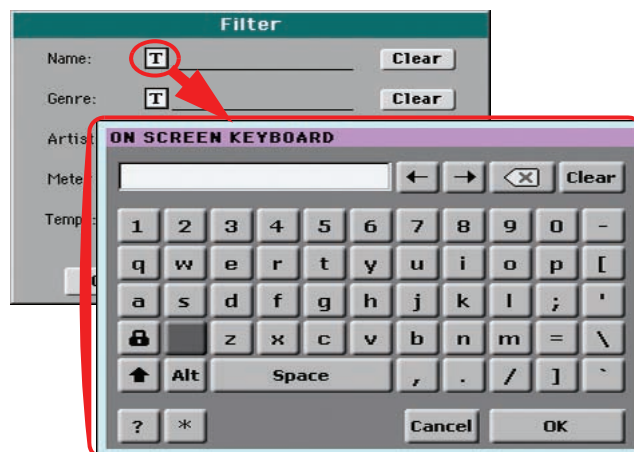 Filter
Name: T Clear
Genre: T Clear
Artist
Meter
Tempo:
ON SCREEN KEYBOARD
← → ⌫ Clear
1 2 3 4 5 6 7 8 9 0 -
q w e r t y u i o p [
a s d f g h j k l ; '
z x c v b n m = \
Alt Space , . / ] `
? * Cancel OK